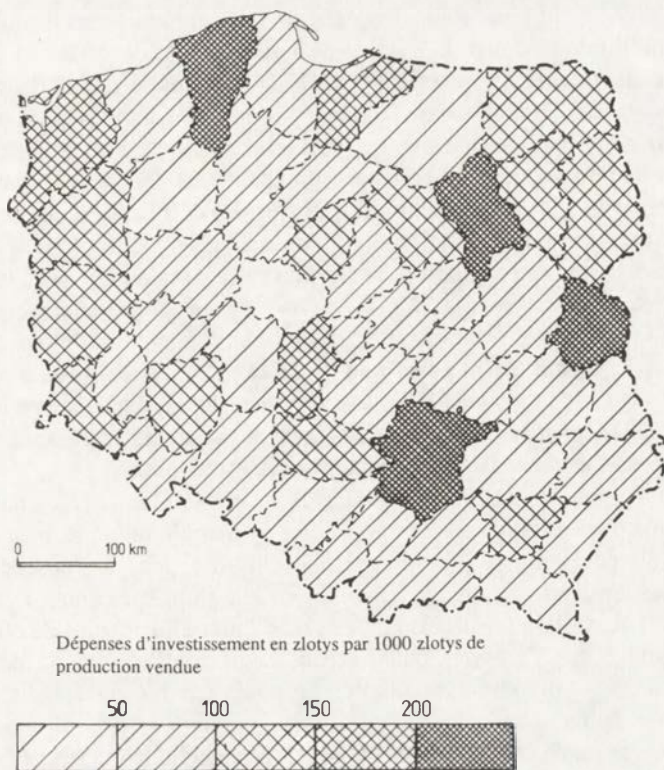 0 100 km
Dépenses d'investissement en zlotys par 1000 zlotys de
production vendue
50 100 150 200